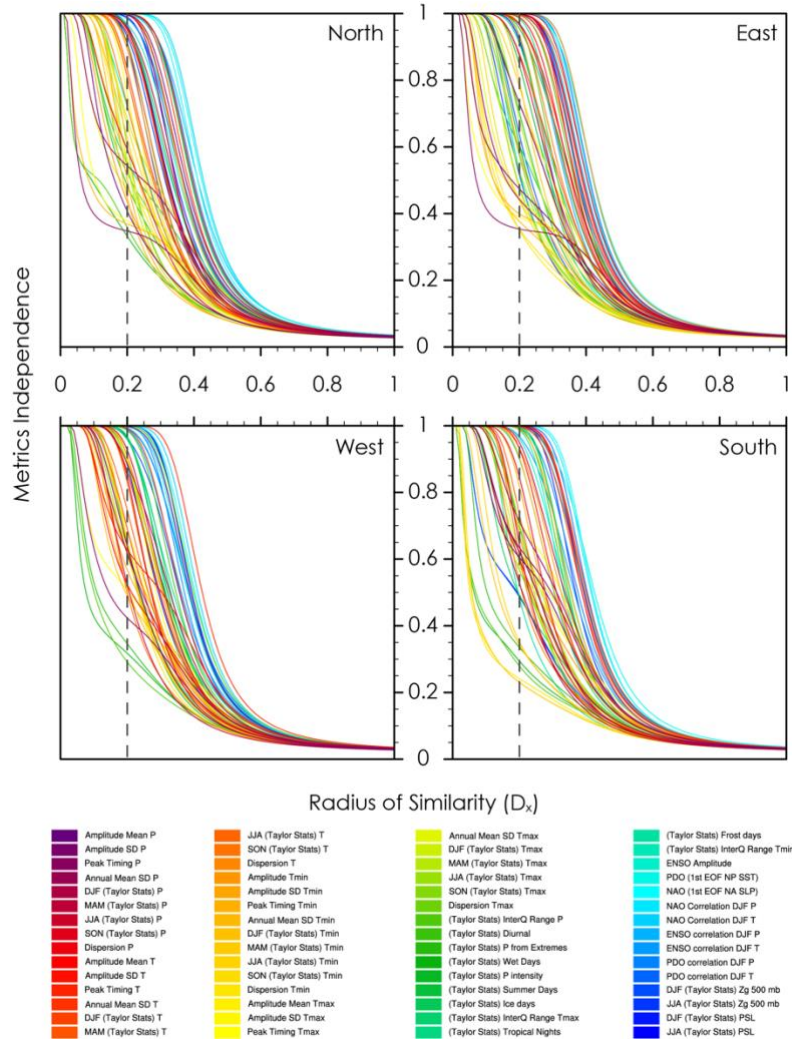 North
East
1
0.8
0.6
0.4
0.2
0
0 0.2 0.4 0.6 0.8 1
0 0.2 0.4 0.6 0.8 1
Metrics Independence
West
South
1
0.8
0.6
0.4
0.2
0
Radius of Similarity (Dx)
Amplitude Mean P
Amplitude SD P
Peak Timing P
Annual Mean SD P
DJF (Taylor Stats) P
MAM (Taylor Stats) P
JJA (Taylor Stats) P
SON (Taylor Stats) P
Dispersion P
Amplitude Mean T
Amplitude SD T
Peak Timing T
Annual Mean SD T
DJF (Taylor Stats) T
MAM (Taylor Stats) T
JJA (Taylor Stats) T
SON (Taylor Stats) T
Dispersion T
Amplitude Tmin
Amplitude SD Tmin
Peak Timing Tmin
Annual Mean SD Tmin
DJF (Taylor Stats) Tmin
MAM (Taylor Stats) Tmin
JJA (Taylor Stats) Tmin
SON (Taylor Stats) Tmin
Dispersion Tmin
Amplitude Mean Tmax
Amplitude SD Tmax
Peak Timing Tmax
Annual Mean SD Tmax
DJF (Taylor Stats) Tmax
MAM (Taylor Stats) Tmax
JJA (Taylor Stats) Tmax
SON (Taylor Stats) Tmax
Dispersion Tmax
(Taylor Stats) InterQ Range P
(Taylor Stats) Diurnal
(Taylor Stats) P from Extremes
(Taylor Stats) Wet Days
(Taylor Stats) P intensity
(Taylor Stats) Summer Days
(Taylor Stats) Ice days
(Taylor Stats) InterQ Range Tmax
(Taylor Stats) Tropical Nights
(Taylor Stats) Frost days
(Taylor Stats) InterQ Range Tmin
ENSO Amplitude
PDO (1st EOF NP SST)
NAO (1st EOF NA SLP)
NAO Correlation DJF P
NAO Correlation DJF T
ENSO correlation DJF P
ENSO correlation DJF T
PDO correlation DJF P
PDO correlation DJF T
DJF (Taylor Stats) Zg 500 mb
JJA (Taylor Stats) Zg 500 mb
DJF (Taylor Stats) PSL
JJA (Taylor Stats) PSL